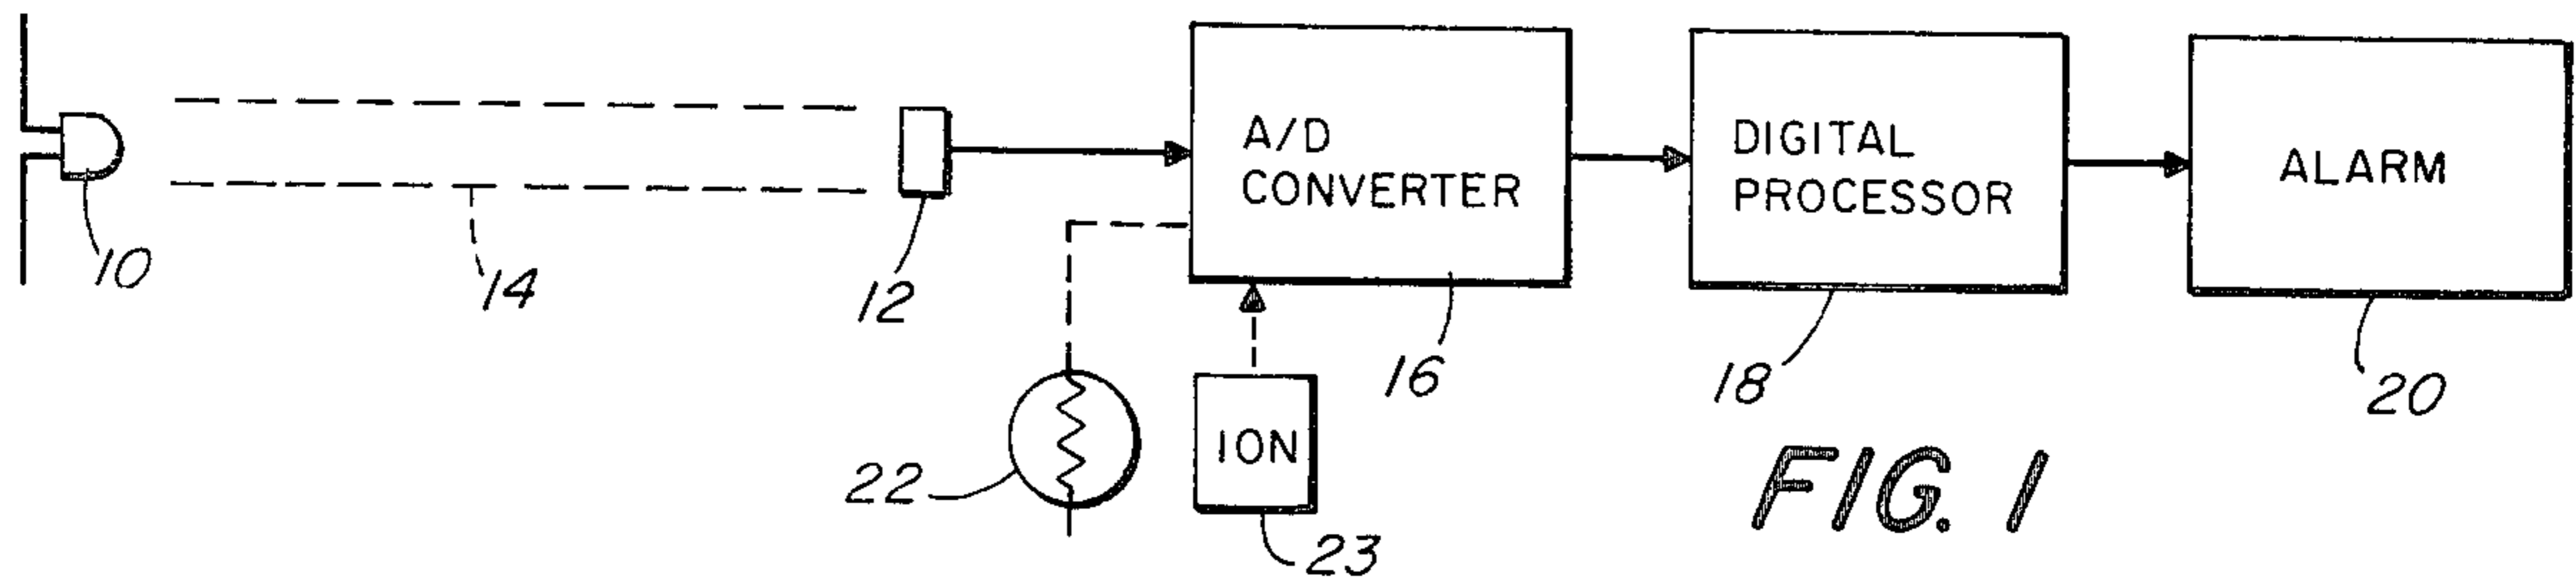 A/D
CONVERTER
DIGITAL
PROCESSOR
ALARM
10
14
12
16
18
20
22
ION
23
FIG. 1